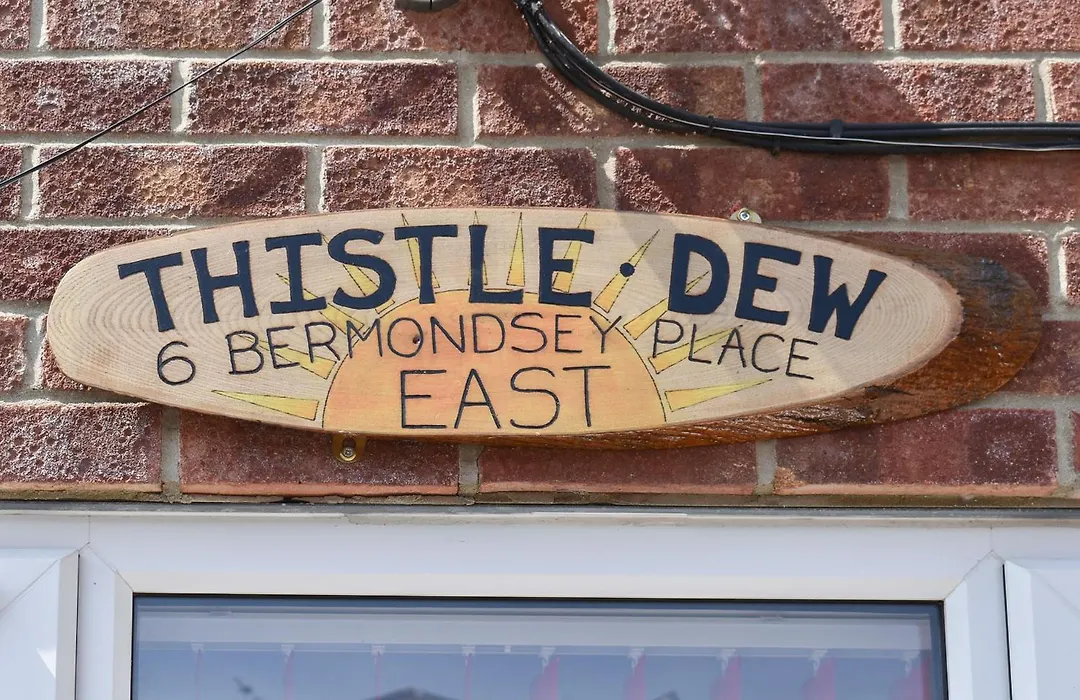 THISTLE · DEW
6 BERMONDSEY PLACE
EAST